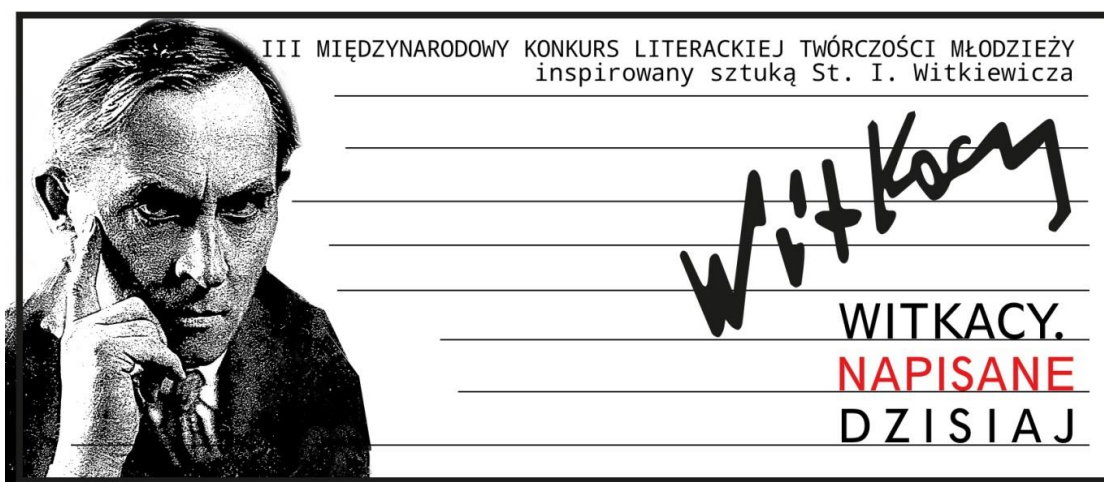 III MIĘDZYNARODOWY KONKURS LITERACKIEJ TWÓRCZOŚCI MŁODZIEŻY
inspirowany sztuką St. I. Witkiewicza
Witkacy
WITKACY.
NAPISANE
DZISIAJ